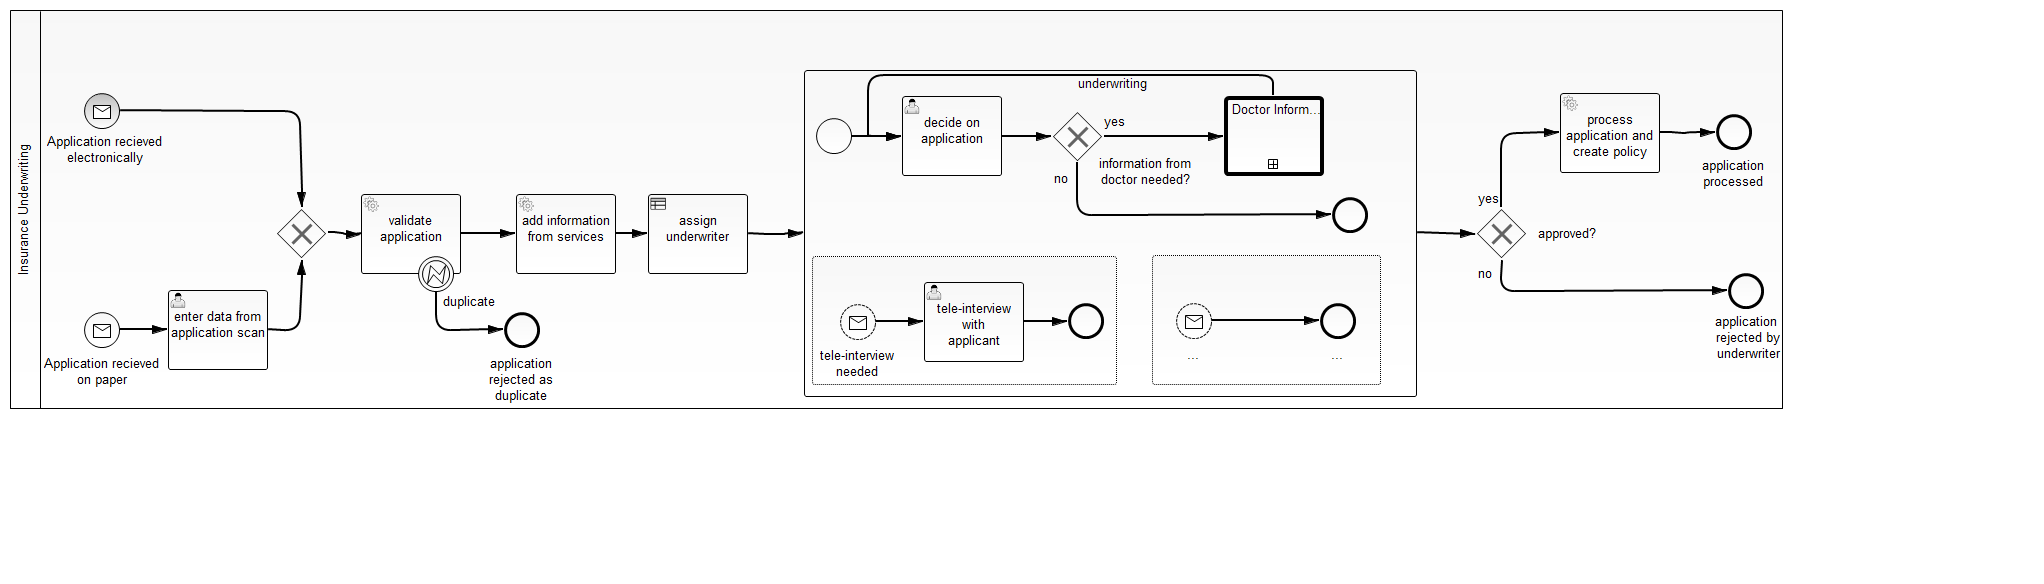 Insurance Underwriting
Application recieved
electronically
Application recieved
on paper
enter data from
application scan
validate
application
duplicate
application
rejected as
duplicate
add information
from services
assign
underwriter
underwriting
decide on
application
yes
information from
doctor needed?
no
Doctor Inform...
tele-interview
needed
tele-interview
with
applicant
...
...
approved?
yes
no
process
application and
create policy
application
processed
application
rejected by
underwriter